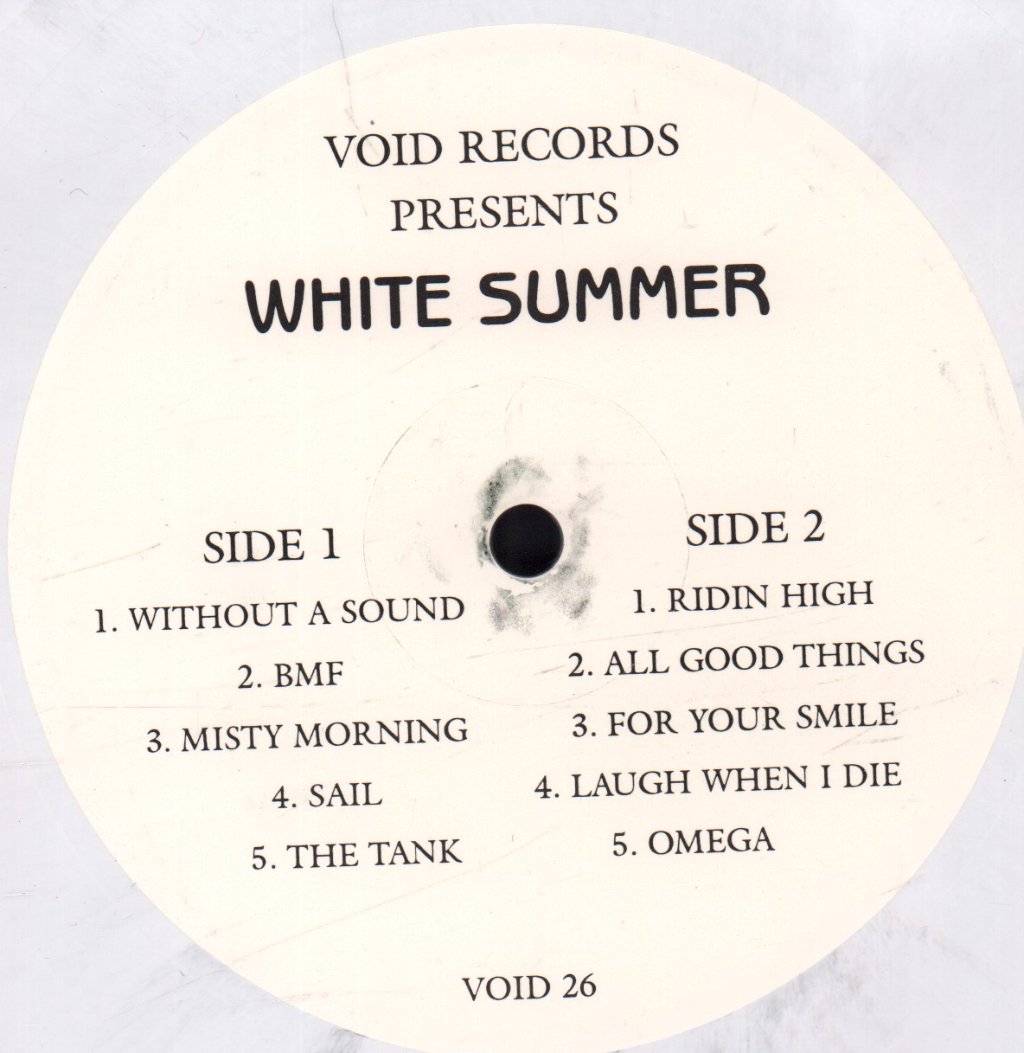 VOID RECORDS
PRESENTS
WHITE SUMMER
SIDE 1
1. WITHOUT A SOUND
2. BMF
3. MISTY MORNING
4. SAIL
5. THE TANK
SIDE 2
1. RIDIN HIGH
2. ALL GOOD THINGS
3. FOR YOUR SMILE
4. LAUGH WHEN I DIE
5. OMEGA
VOID 26